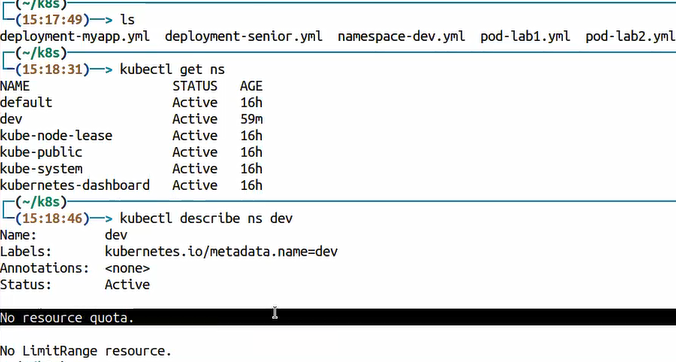 (~/k8s)
(15:17:49)—> ls
deployment-myapp.yml  deployment-senior.yml  namespace-dev.yml  pod-lab1.yml  pod-lab2.yml
(~/k8s)
(15:18:31)—> kubectl get ns
NAME                   STATUS   AGE
default                Active   16h
dev                    Active   59m
kube-node-lease        Active   16h
kube-public            Active   16h
kube-system            Active   16h
kubernetes-dashboard   Active   16h
(~/k8s)
(15:18:46)—> kubectl describe ns dev
Name:         dev
Labels:       kubernetes.io/metadata.name=dev
Annotations:  <none>
Status:       Active
No resource quota.
No LimitRange resource.